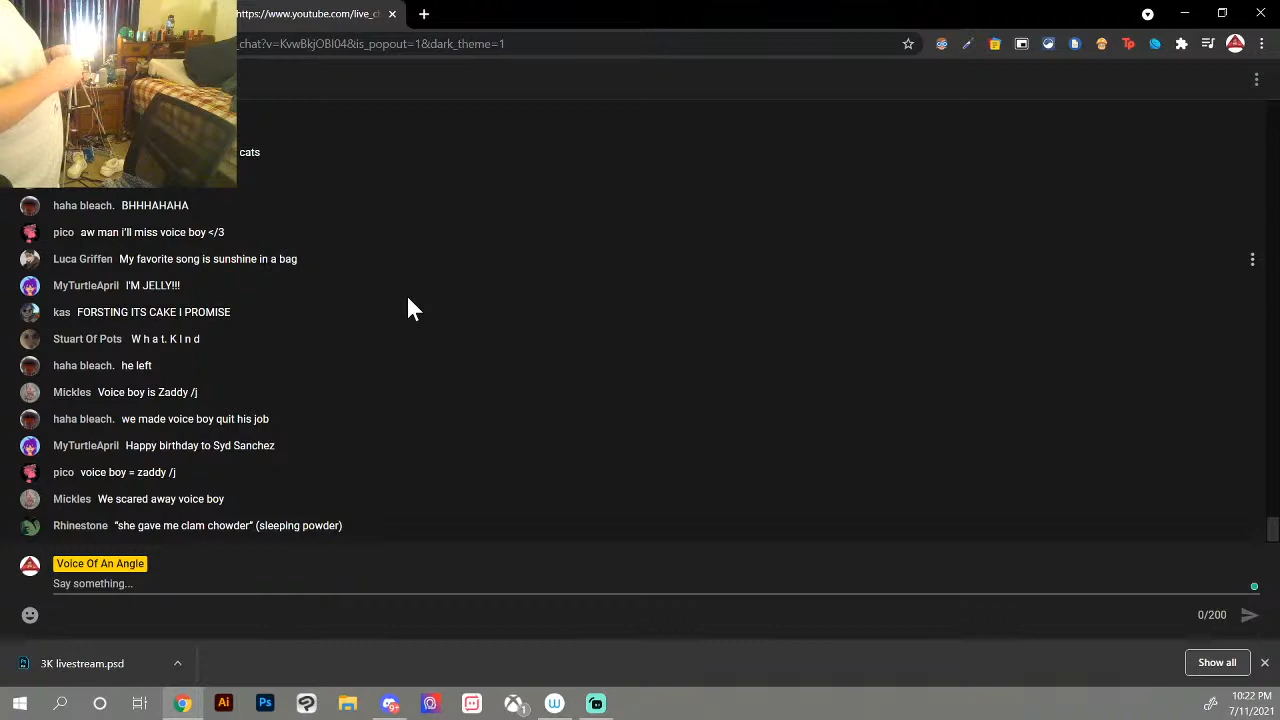 https://www.youtube.com/live_c
_chat?v=KvwBkjOBI04&is_popout=1&dark_theme=1
cats
haha bleach. BHHHAHAHA
pico aw man i'll miss voice boy </3
Luca Griffen My favorite song is sunshine in a bag
MyTurtleApril I'M JELLY!!!
kas FORSTING ITS CAKE I PROMISE
Stuart Of Pots W h a t. K I n d
haha bleach. he left
Mickles Voice boy is Zaddy /j
haha bleach. we made voice boy quit his job
MyTurtleApril Happy birthday to Syd Sanchez
pico voice boy = zaddy /j
Mickles We scared away voice boy
Rhinestone “she gave me clam chowder” (sleeping powder)
Voice Of An Angle
Say something...
0/200
3K livestream.psd
Show all
Ai
Ps
10:22 PM
7/11/2021